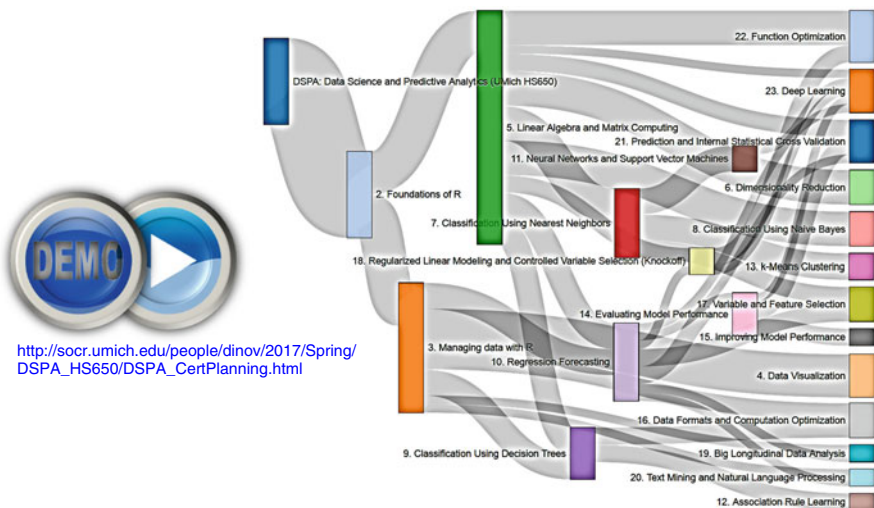 22. Function Optimization
DSPA: Data Science and Predictive Analytics (UMich HS650)
23. Deep Learning
5. Linear Algebra and Matrix Computing
21. Prediction and Internal Statistical Cross Validation
11. Neural Networks and Support Vector Machines
2. Foundations of R
6. Dimensionality Reduction
7. Classification Using Nearest Neighbors
8. Classification Using Naive Bayes
DEMO
18. Regularized Linear Modeling and Controlled Variable Selection (Knockoff)
13. k-Means Clustering
17. Variable and Feature Selection
14. Evaluating Model Performance
15. Improving Model Performance
http://socr.umich.edu/people/dinov/2017/Spring/
DSPA_HS650/DSPA_CertPlanning.html
3. Managing data with R
10. Regression Forecasting
4. Data Visualization
16. Data Formats and Computation Optimization
9. Classification Using Decision Trees
19. Big Longitudinal Data Analysis
20. Text Mining and Natural Language Processing
12. Association Rule Learning